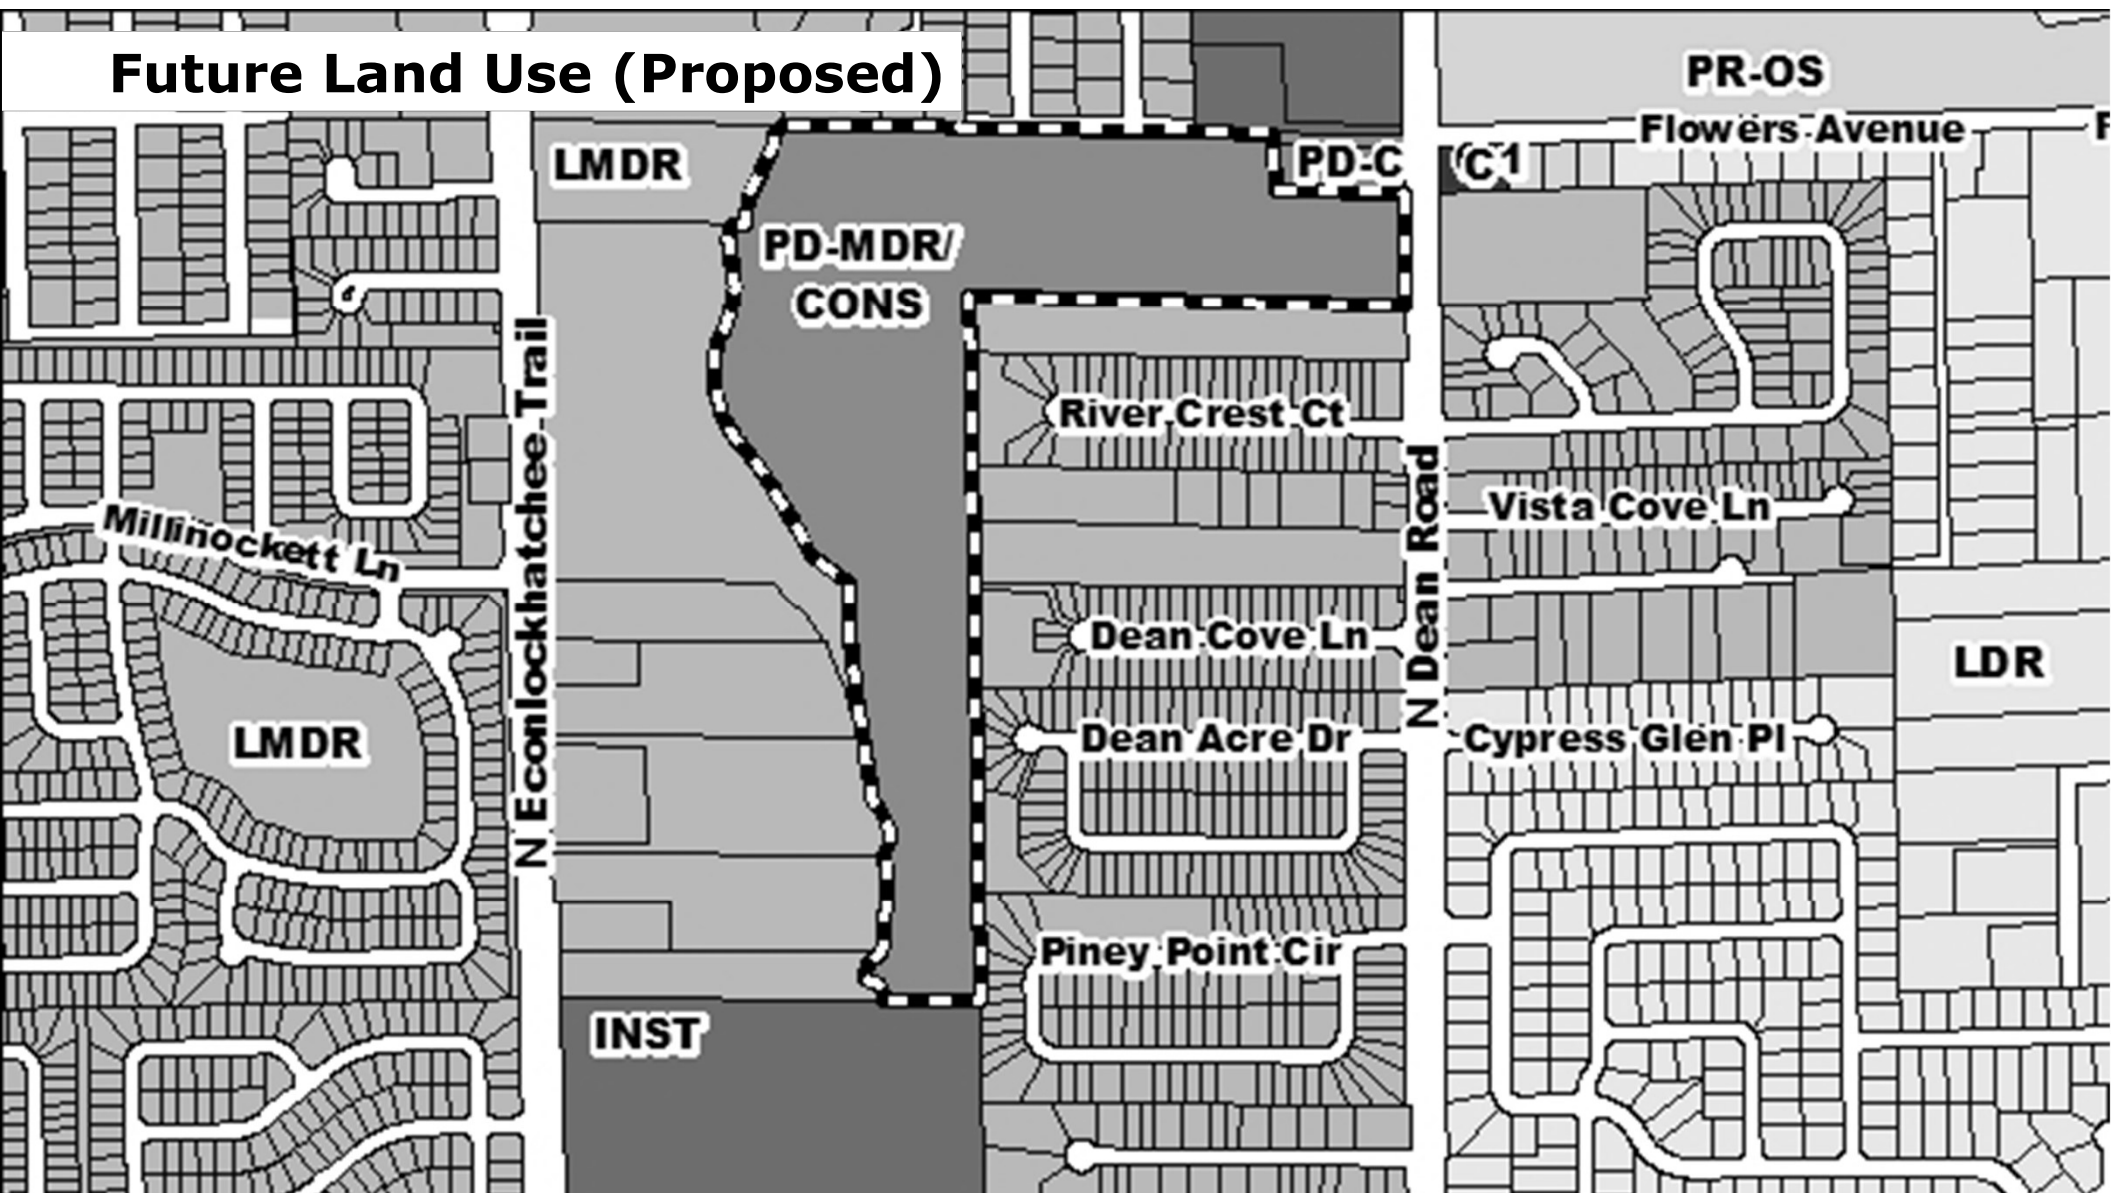 Future Land Use (Proposed)
PR-OS
Flowers Avenue
LMDR
PD-C
C1
PD-MDR/
CONS
N Econlockhatchee Trail
River Crest Ct
N Dean Road
Vista Cove Ln
Millinockett Ln
Dean Cove Ln
LDR
LMDR
Dean Acre Dr
Cypress Glen Pl
Piney Point Cir
INST